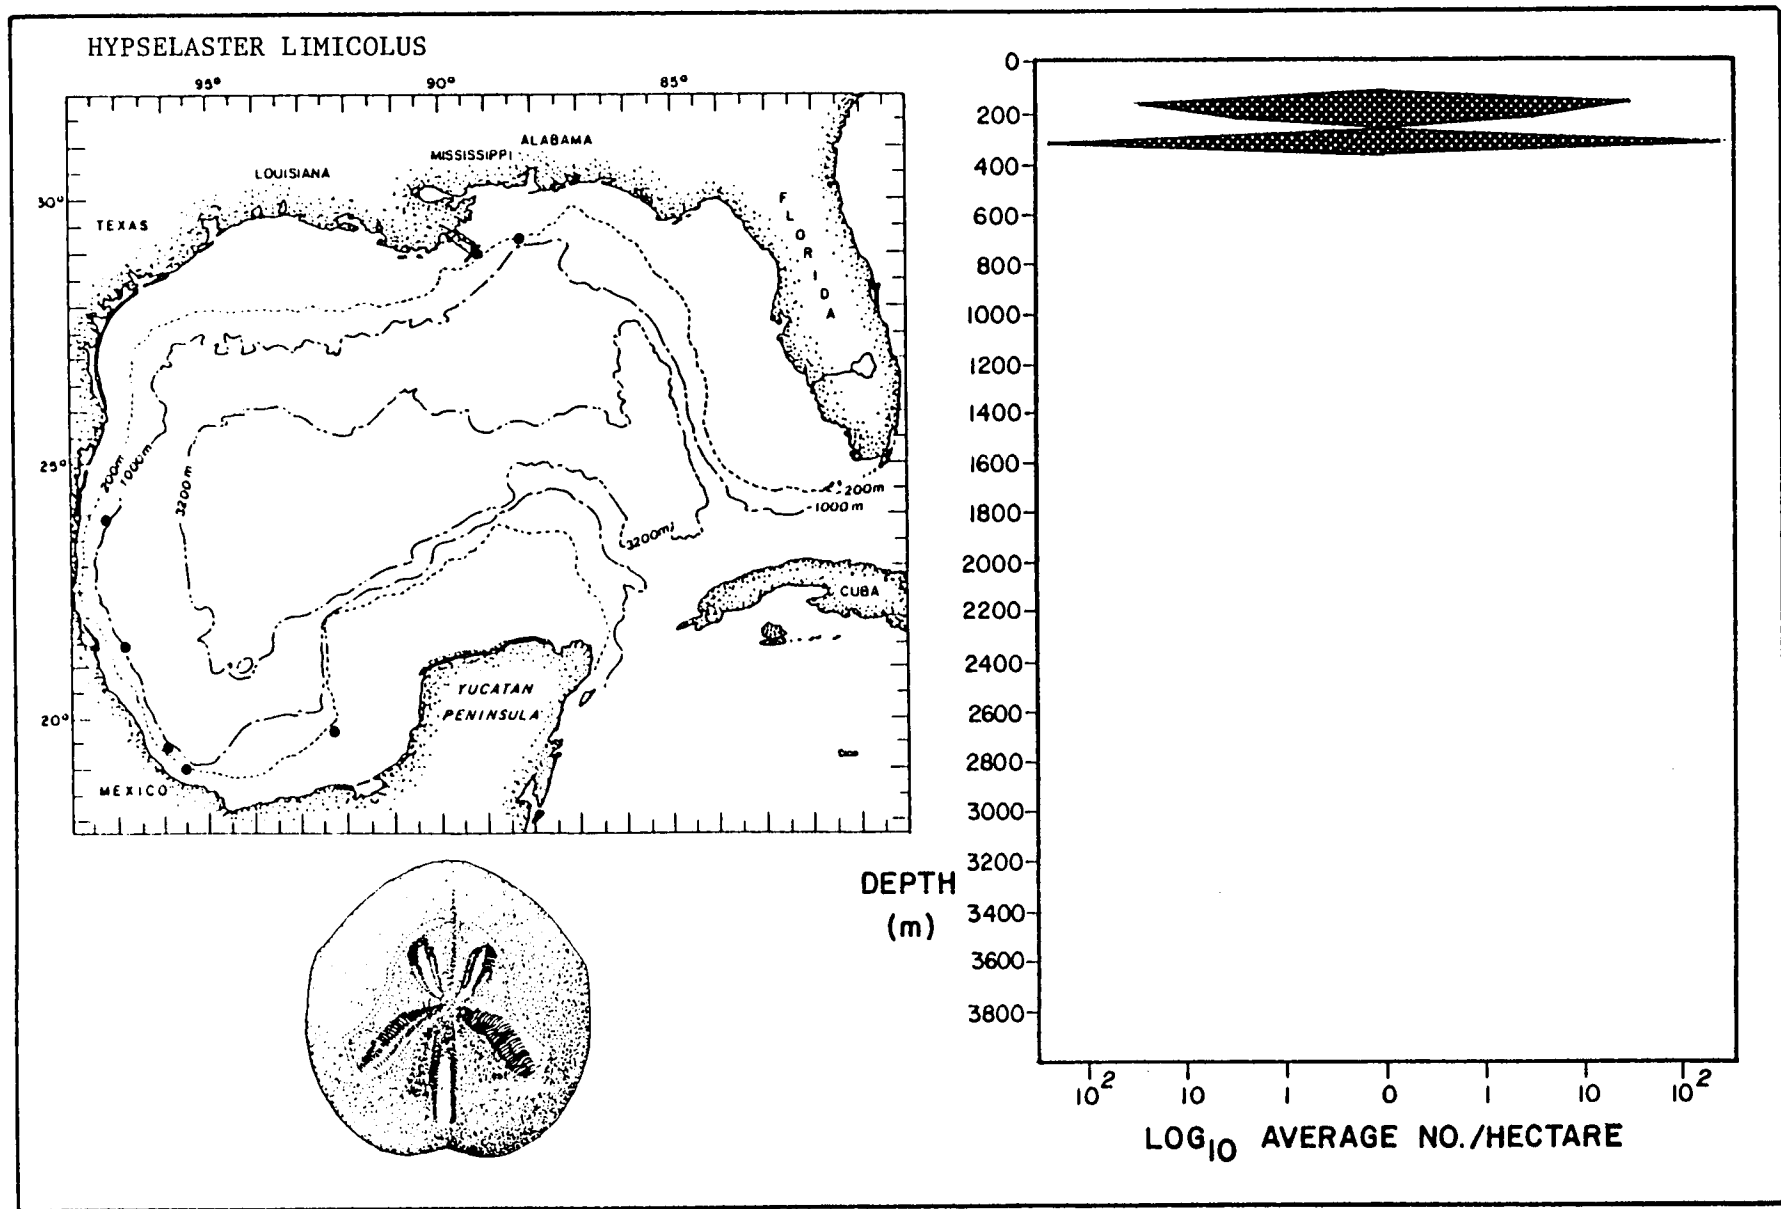 HYPSELASTER LIMICOLUS
95° 90° 85°
ALABAMA
MISSISSIPPI
LOUISIANA
30°
TEXAS
FLORIDA
25°
200m
1000m
3200m
200m
1000m
3200m
CUBA
YUCATAN
PENINSULA
20°
MEXICO
0
200
400
600
800
1000
1200
1400
1600
1800
2000
2200
2400
2600
2800
3000
3200
3400
3600
3800
DEPTH
(m)
10² 10 1 0 1 10 10²
LOG₁₀ AVERAGE NO./HECTARE